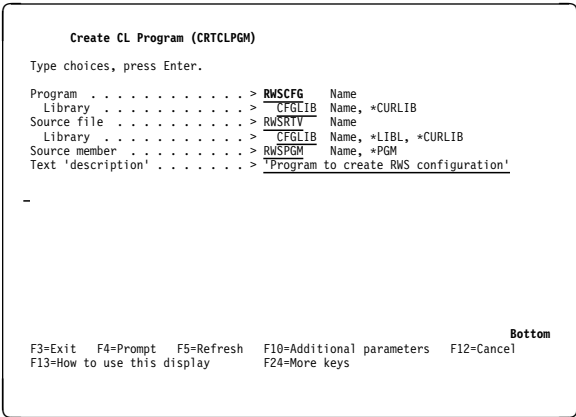 Create CL Program (CRTCLPGM)
Type choices, press Enter.
Program . . . . . . . . . . . . > RWSCFG Name
Library . . . . . . . . . . . > CFGLIB Name, *CURLIB
Source file . . . . . . . . . . > RWSRTV Name
Library . . . . . . . . . . . > CFGLIB Name, *LIBL, *CURLIB
Source member . . . . . . . . . > RWSPGM Name, *PGM
Text 'description' . . . . . . . > 'Program to create RWS configuration'
_
Bottom
F3=Exit F4=Prompt F5=Refresh F10=Additional parameters F12=Cancel
F13=How to use this display F24=More keys